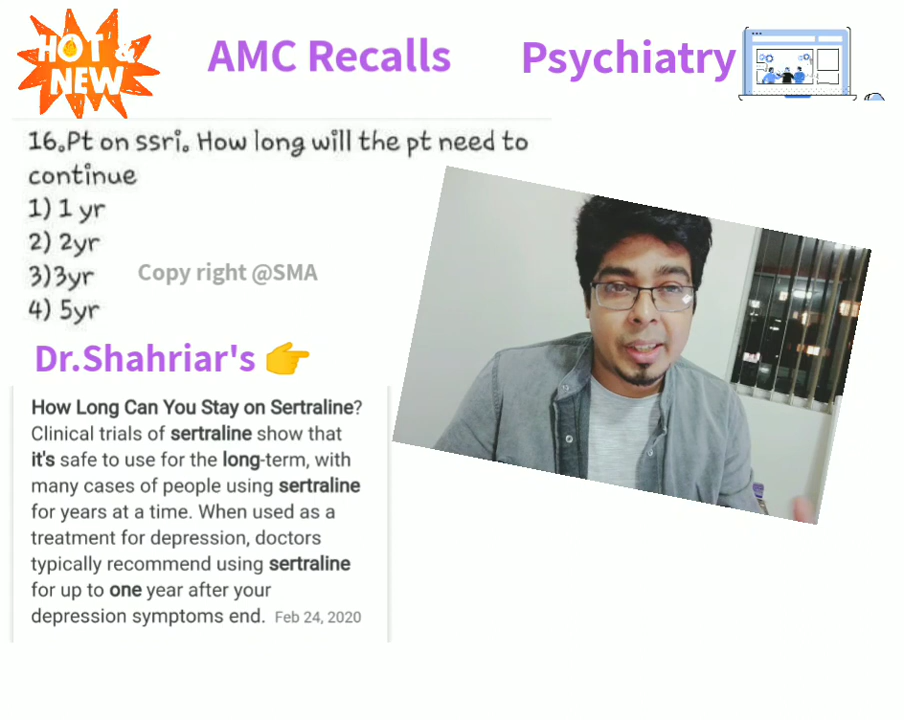 HOT &
NEW
AMC Recalls
Psychiatry
16.Pt on ssri. How long will the pt need to
continue
1) 1 yr
2) 2yr
3)3yr
4) 5yr
Copy right @SMA
Dr.Shahriar's 👉
How Long Can You Stay on Sertraline?
Clinical trials of sertraline show that
it's safe to use for the long-term, with
many cases of people using sertraline
for years at a time. When used as a
treatment for depression, doctors
typically recommend using sertraline
for up to one year after your
depression symptoms end. Feb 24, 2020